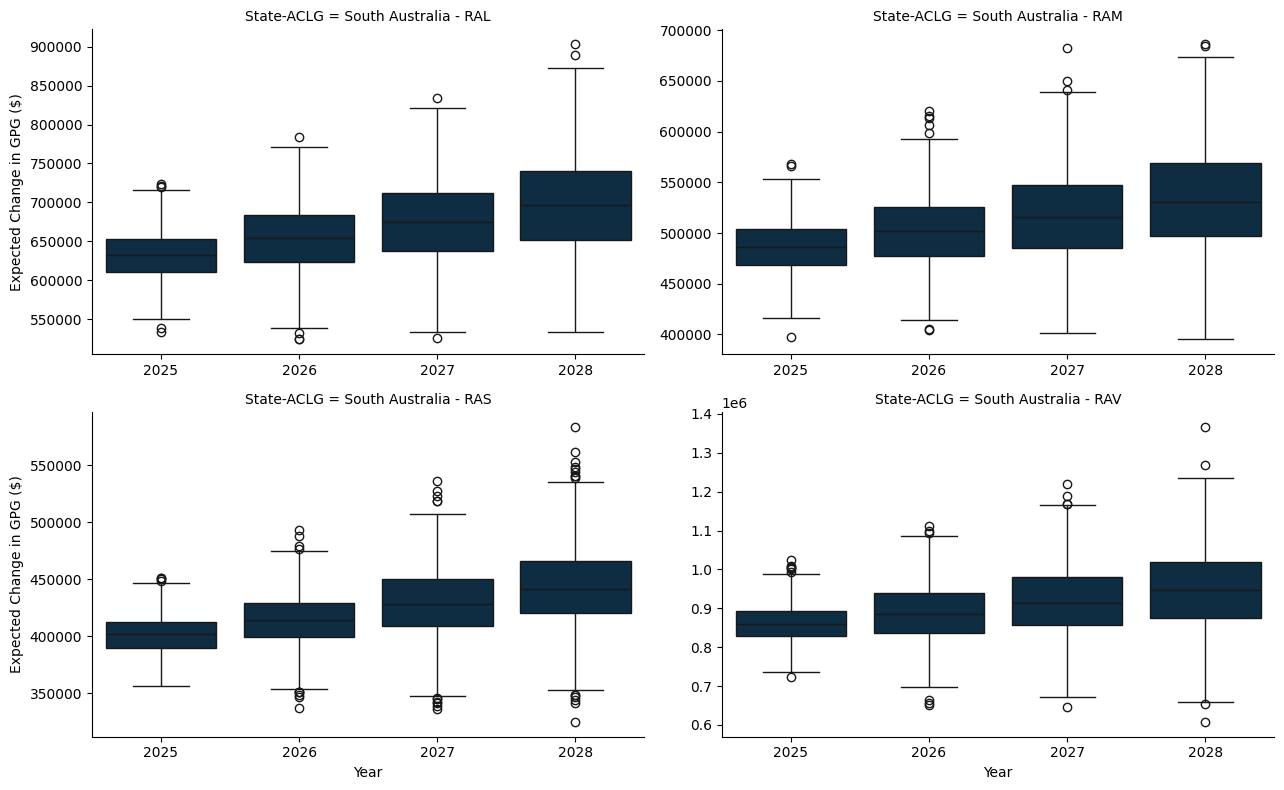 State-ACLG = South Australia - RAL
Expected Change in GPG ($)
900000
850000
800000
750000
700000
650000
600000
550000
2025 2026 2027 2028
State-ACLG = South Australia - RAM
700000
650000
600000
550000
500000
450000
400000
2025 2026 2027 2028
State-ACLG = South Australia - RAS
Expected Change in GPG ($)
550000
500000
450000
400000
350000
2025 2026 2027 2028
Year
State-ACLG = South Australia - RAV
1e6
1.4
1.3
1.2
1.1
1.0
0.9
0.8
0.7
0.6
2025 2026 2027 2028
Year